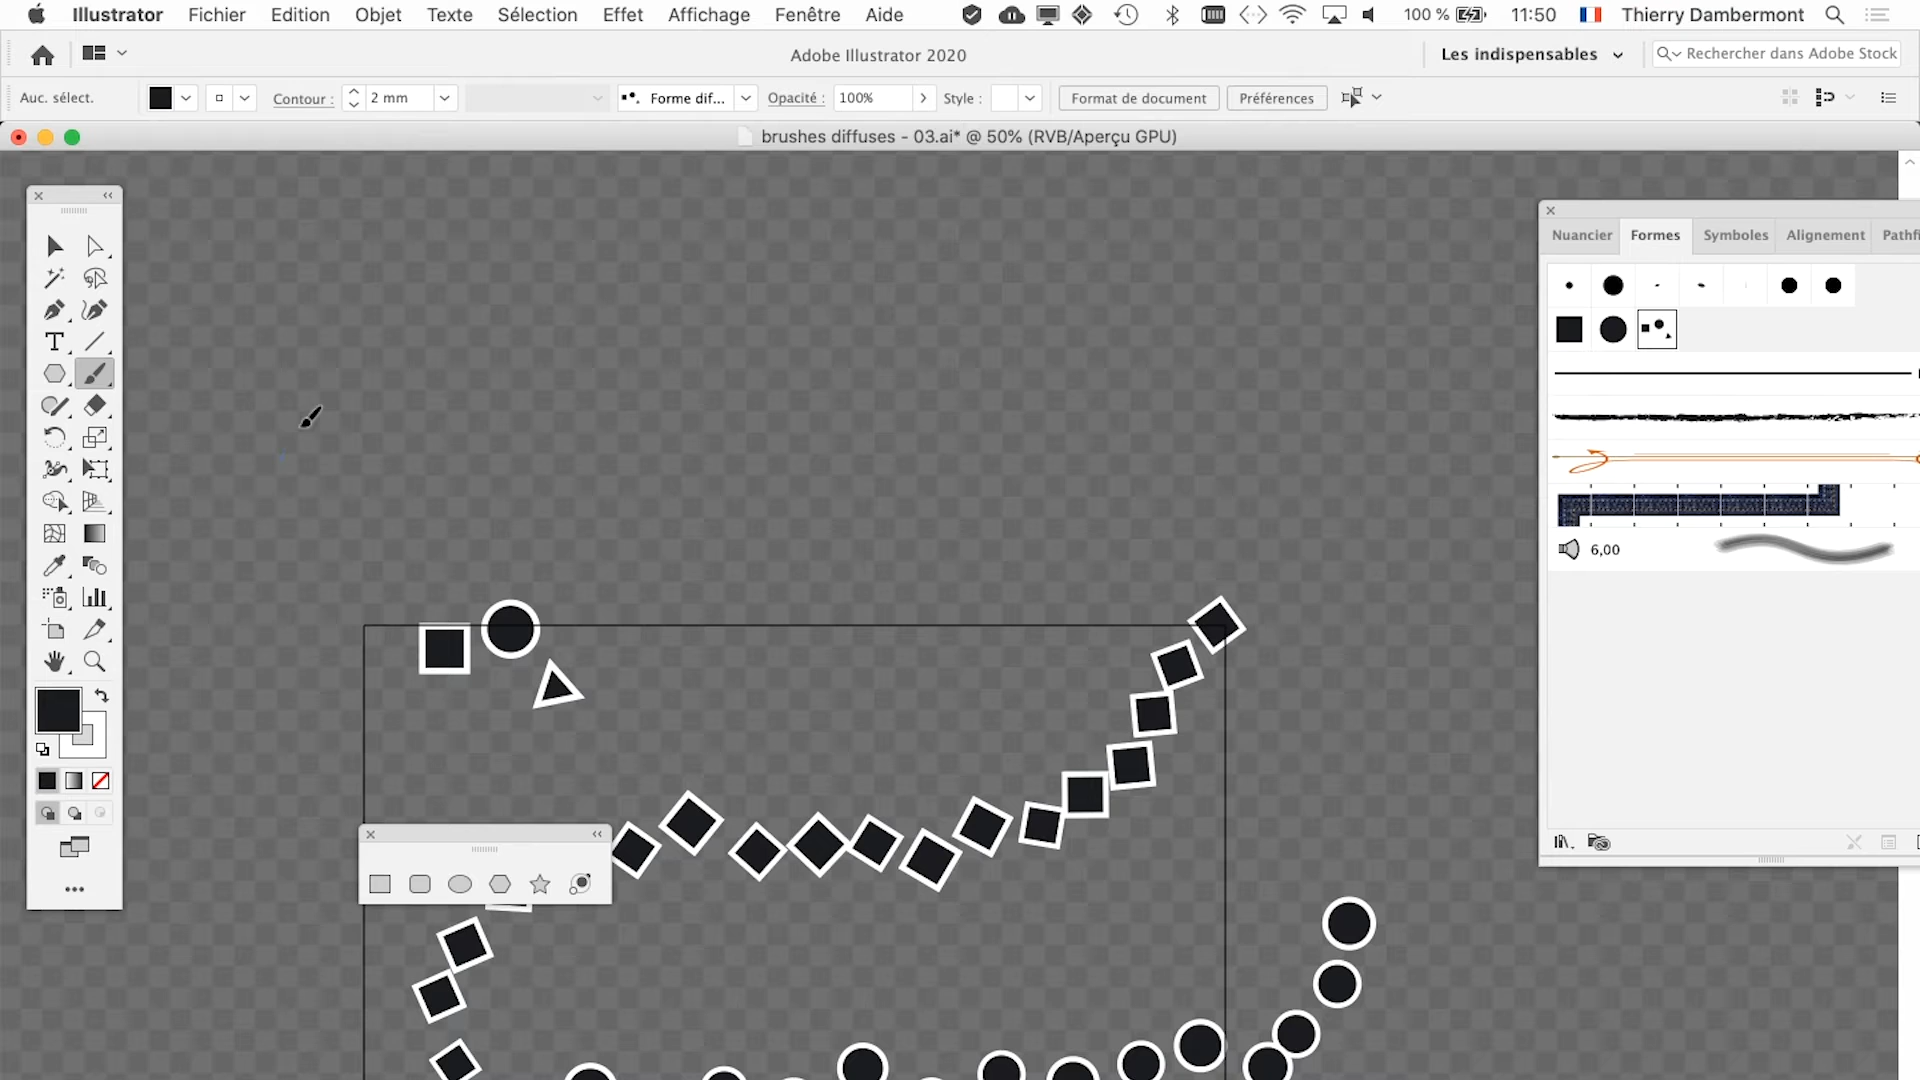 Illustrator Fichier Edition Objet Texte Sélection Effet Affichage Fenêtre Aide 100 % 11:50 Thierry Dambermont
Adobe Illustrator 2020 Les indispensables Rechercher dans Adobe Stock
Auc. sélect. Contour : 2 mm Forme dif... Opacité : 100% Style : Format de document Préférences
brushes diffuses - 03.ai* @ 50% (RVB/Aperçu GPU)
Nuancier Formes Symboles Alignement Pathfi
6,00